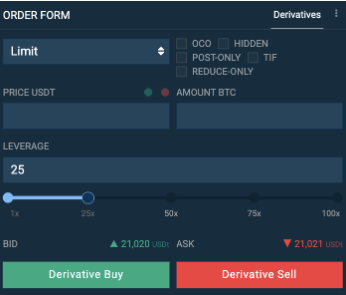 ORDER FORM Derivatives
Limit OCO HIDDEN
POST-ONLY TIF
REDUCE-ONLY
PRICE USDT AMOUNT BTC
LEVERAGE
25
1x 25x 50x 75x 100x
BID ▲ 21,020 USDt ASK ▼ 21,021 USDt
Derivative Buy Derivative Sell